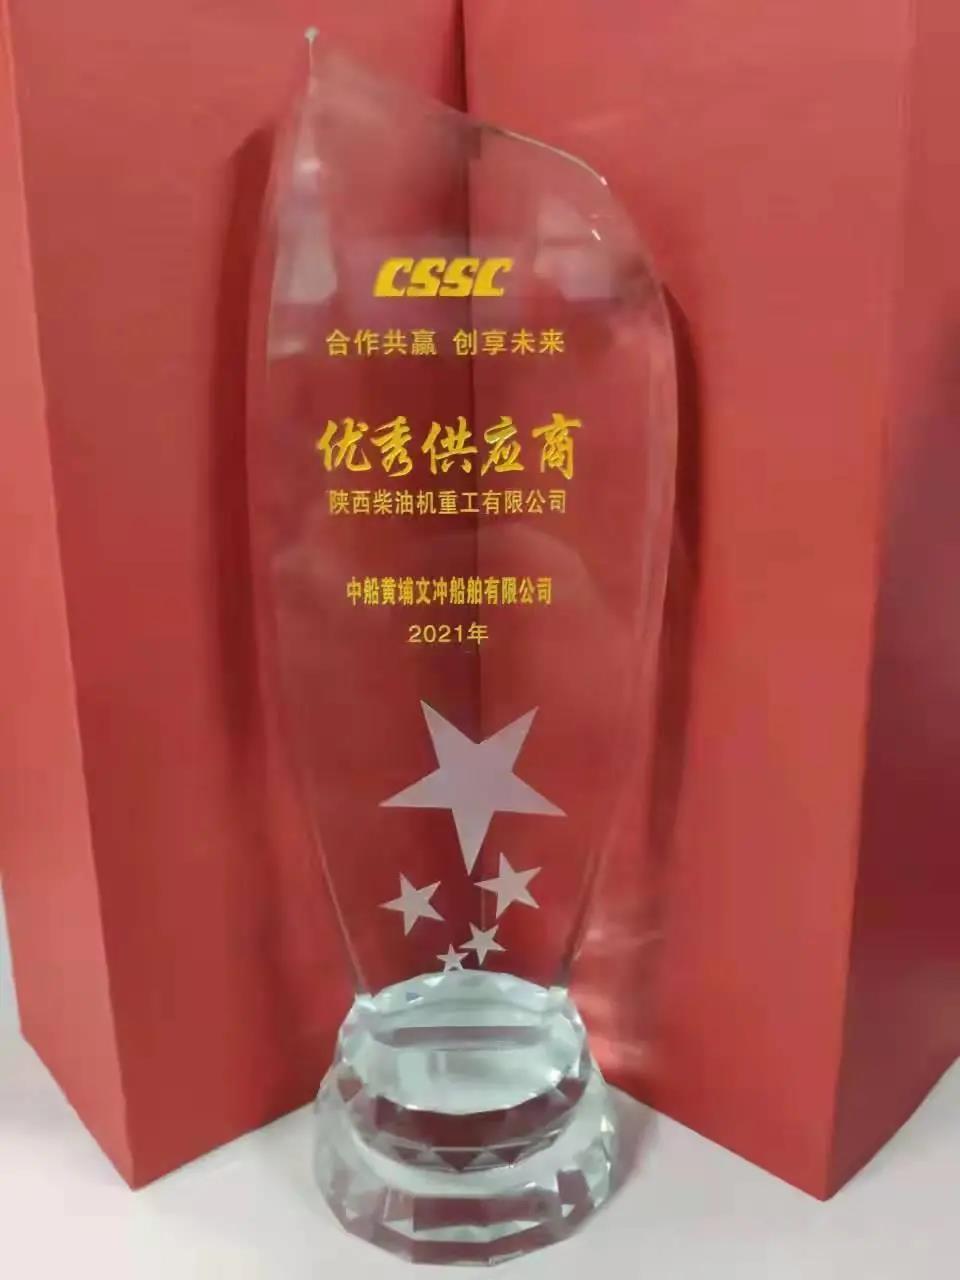 CSSC
合作共赢 创享未来
优秀供应商
陕西柴油机重工有限公司
中船黄埔文冲船舶有限公司
2021年